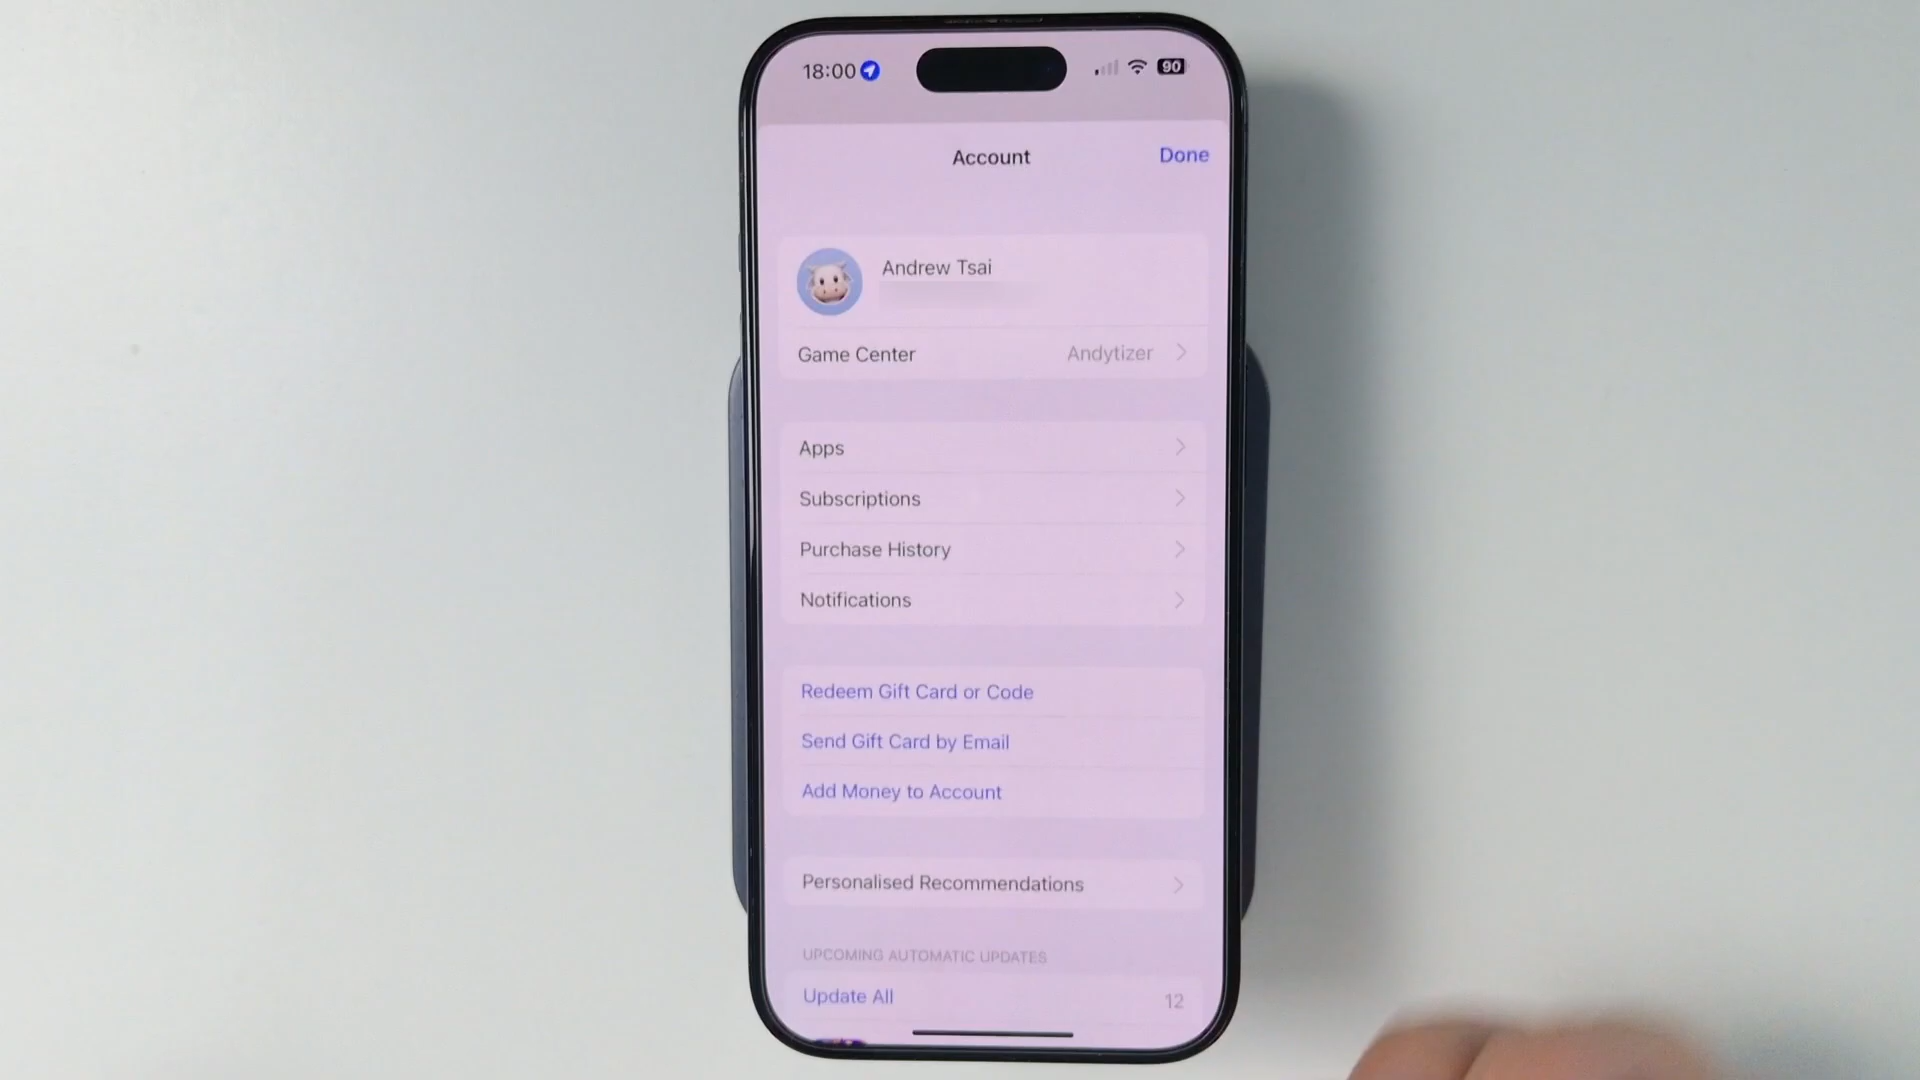 18:00
90
Account
Done
Andrew Tsai
Game Center
Andytizer
Apps
Subscriptions
Purchase History
Notifications
Redeem Gift Card or Code
Send Gift Card by Email
Add Money to Account
Personalised Recommendations
UPCOMING AUTOMATIC UPDATES
Update All
12